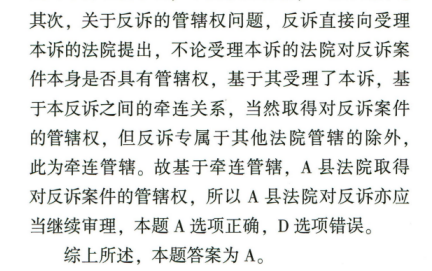 其次，关于反诉的管辖权问题，反诉直接向受理
本诉的法院提出，不论受理本诉的法院对反诉案
件本身是否具有管辖权，基于其受理了本诉，基
于本反诉之间的牵连关系，当然取得对反诉案件
的管辖权，但反诉专属于其他法院管辖的除外，
此为牵连管辖。故基于牵连管辖，A 县法院取得
对反诉案件的管辖权，所以 A 县法院对反诉亦应
当继续审理，本题 A 选项正确，D 选项错误。
综上所述，本题答案为 A。